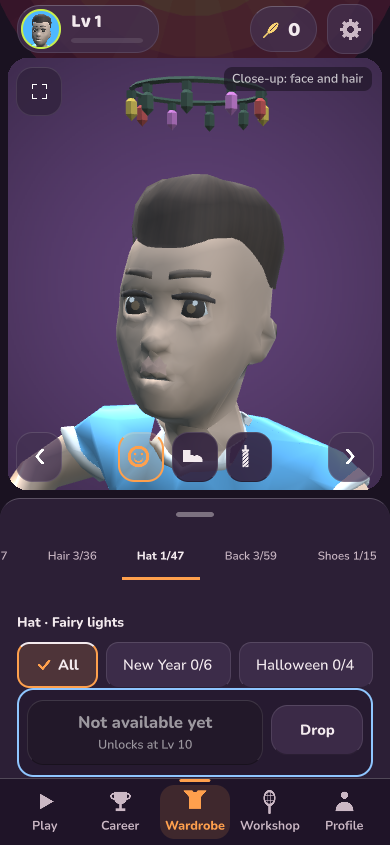 Lv 1
0
Close-up: face and hair
7
Hair 3/36
Hat 1/47
Back 3/59
Shoes 1/15
Hat · Fairy lights
All
New Year 0/6
Halloween 0/4
Not available yet
Unlocks at Lv 10
Drop
Play
Career
Wardrobe
Workshop
Profile